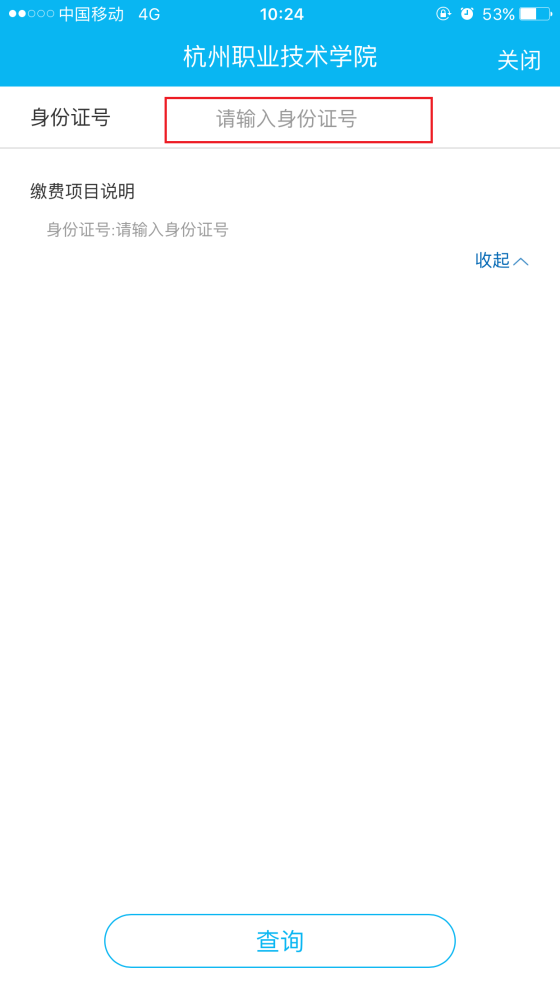 中国移动 4G 10:24 53%
杭州职业技术学院 关闭
身份证号 请输入身份证号
缴费项目说明
身份证号:请输入身份证号
收起
查询